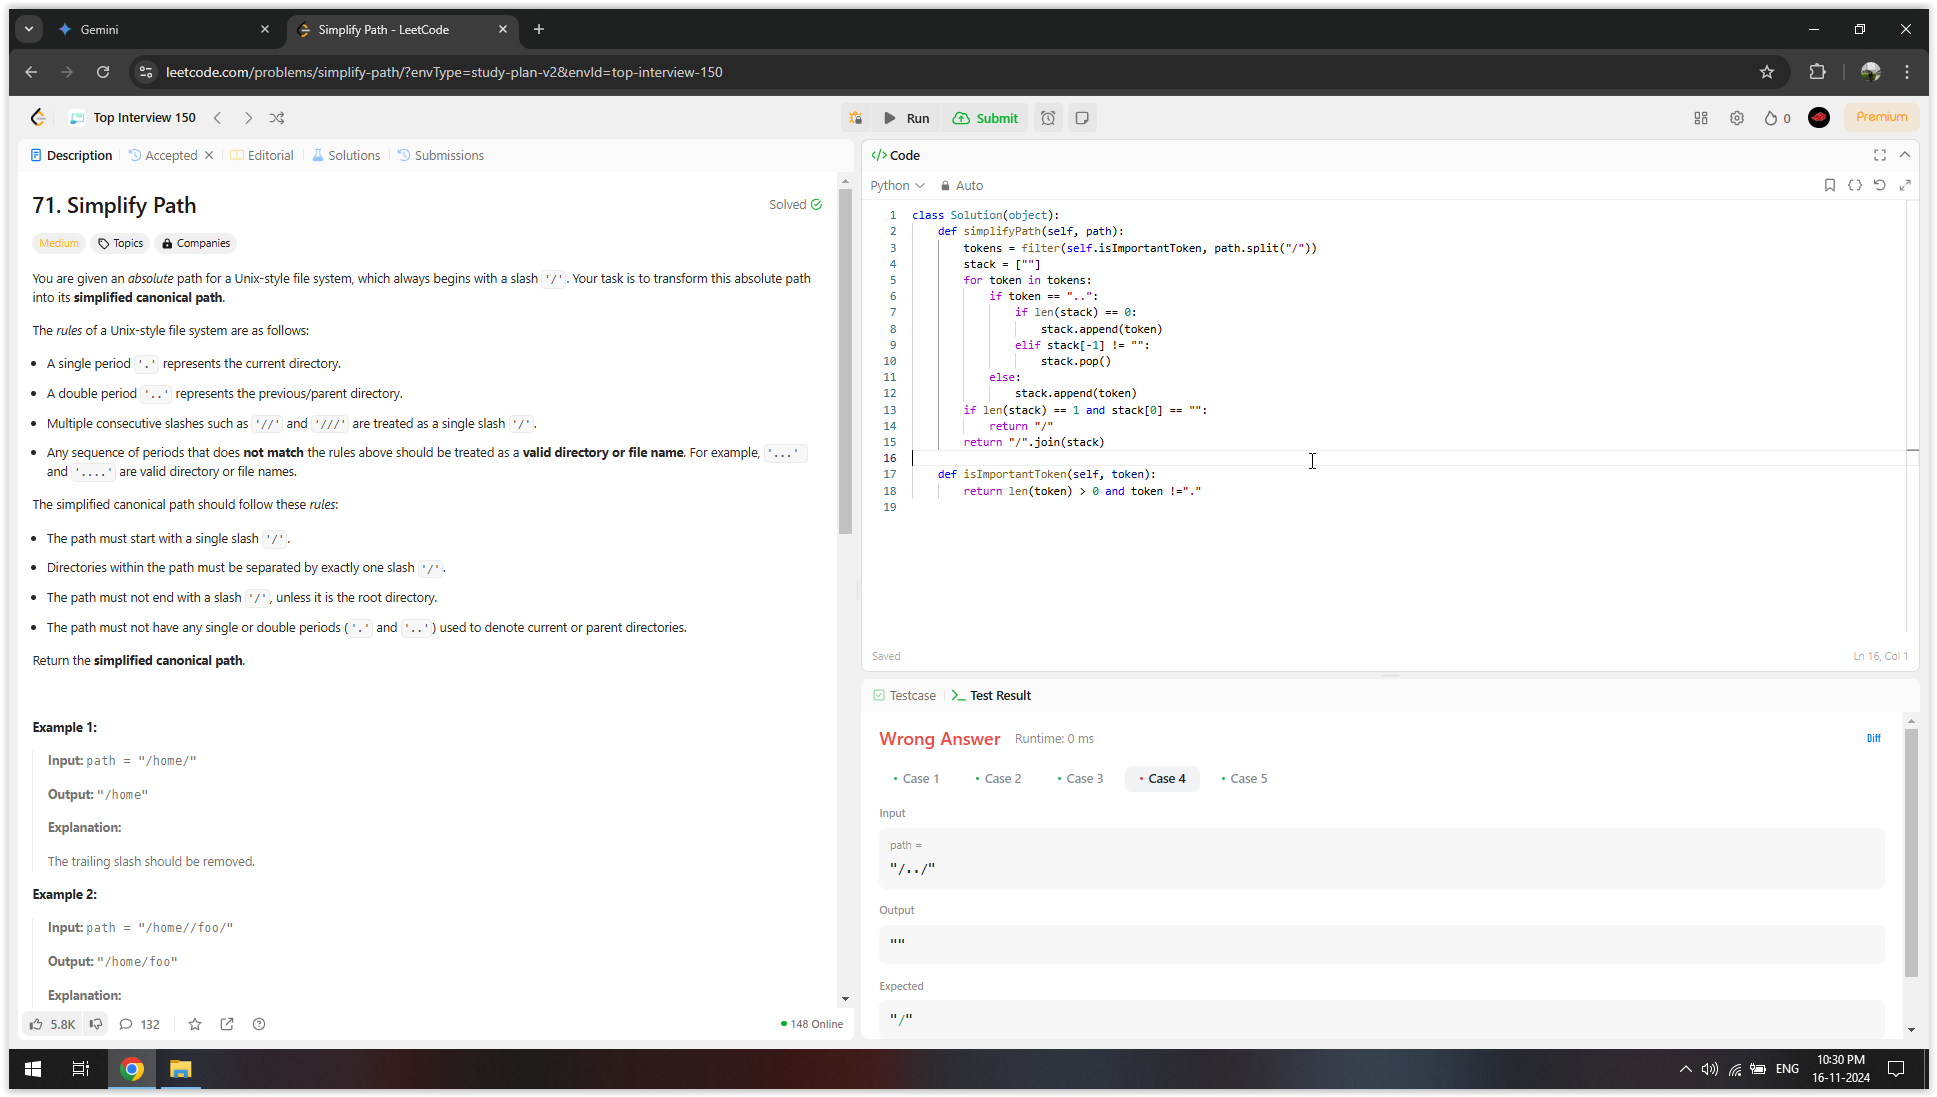 Gemini
Simplify Path - LeetCode
leetcode.com/problems/simplify-path/?envType=study-plan-v2&envId=top-interview-150
Top Interview 150
Run
Submit
0
Premium
Description
Accepted
Editorial
Solutions
Submissions
71. Simplify Path
Solved
Medium
Topics
Companies
You are given an absolute path for a Unix-style file system, which always begins with a slash '/'. Your task is to transform this absolute path
into its simplified canonical path.
The rules of a Unix-style file system are as follows:
• A single period '.' represents the current directory.
• A double period '..' represents the previous/parent directory.
• Multiple consecutive slashes such as '//' and '///' are treated as a single slash '/'.
• Any sequence of periods that does not match the rules above should be treated as a valid directory or file name. For example, '...'
and '....' are valid directory or file names.
The simplified canonical path should follow these rules:
• The path must start with a single slash '/'.
• Directories within the path must be separated by exactly one slash '/'.
• The path must not end with a slash '/', unless it is the root directory.
• The path must not have any single or double periods ('.' and '..') used to denote current or parent directories.
Return the simplified canonical path.
Example 1:
Input: path = "/home/"
Output: "/home"
Explanation:
The trailing slash should be removed.
Example 2:
Input: path = "/home//foo/"
Output: "/home/foo"
Explanation:
5.8K
132
148 Online
Code
Python
Auto
1 class Solution(object):
2     def simplifyPath(self, path):
3         tokens = filter(self.isImportantToken, path.split("/"))
4         stack = [""]
5         for token in tokens:
6             if token == "..":
7                 if len(stack) == 0:
8                     stack.append(token)
9                 elif stack[-1] != "":
10                     stack.pop()
11             else:
12                 stack.append(token)
13         if len(stack) == 1 and stack[0] == "":
14             return "/"
15         return "/".join(stack)
16
17     def isImportantToken(self, token):
18         return len(token) > 0 and token !="."
19
Saved
Ln 16, Col 1
Testcase
Test Result
Wrong Answer
Runtime: 0 ms
Diff
Case 1
Case 2
Case 3
Case 4
Case 5
Input
path =
"/../"
Output
""
Expected
"/"
ENG
10:30 PM
16-11-2024